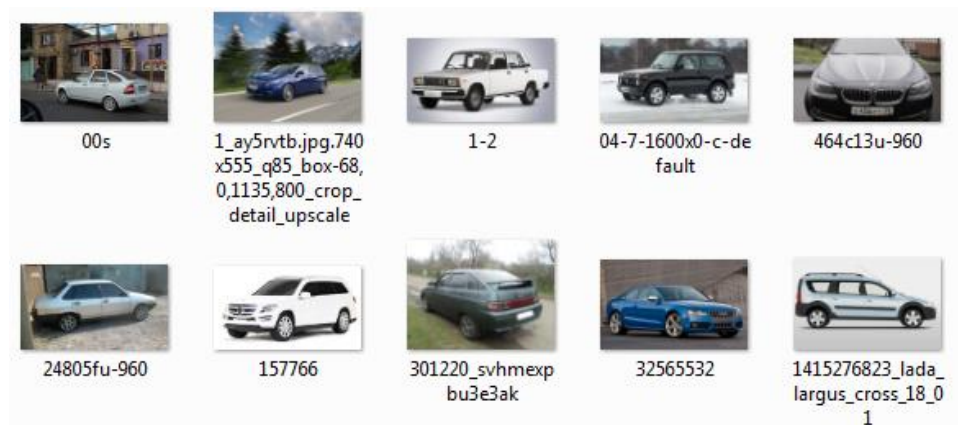 00s
1_ay5rvtb.jpg.740
x555_q85_box-68,
0,1135,800_crop_
detail_upscale
1-2
04-7-1600x0-c-de
fault
464c13u-960
24805fu-960
157766
301220_svhmexp
bu3e3ak
32565532
1415276823_lada_
largus_cross_18_0
1